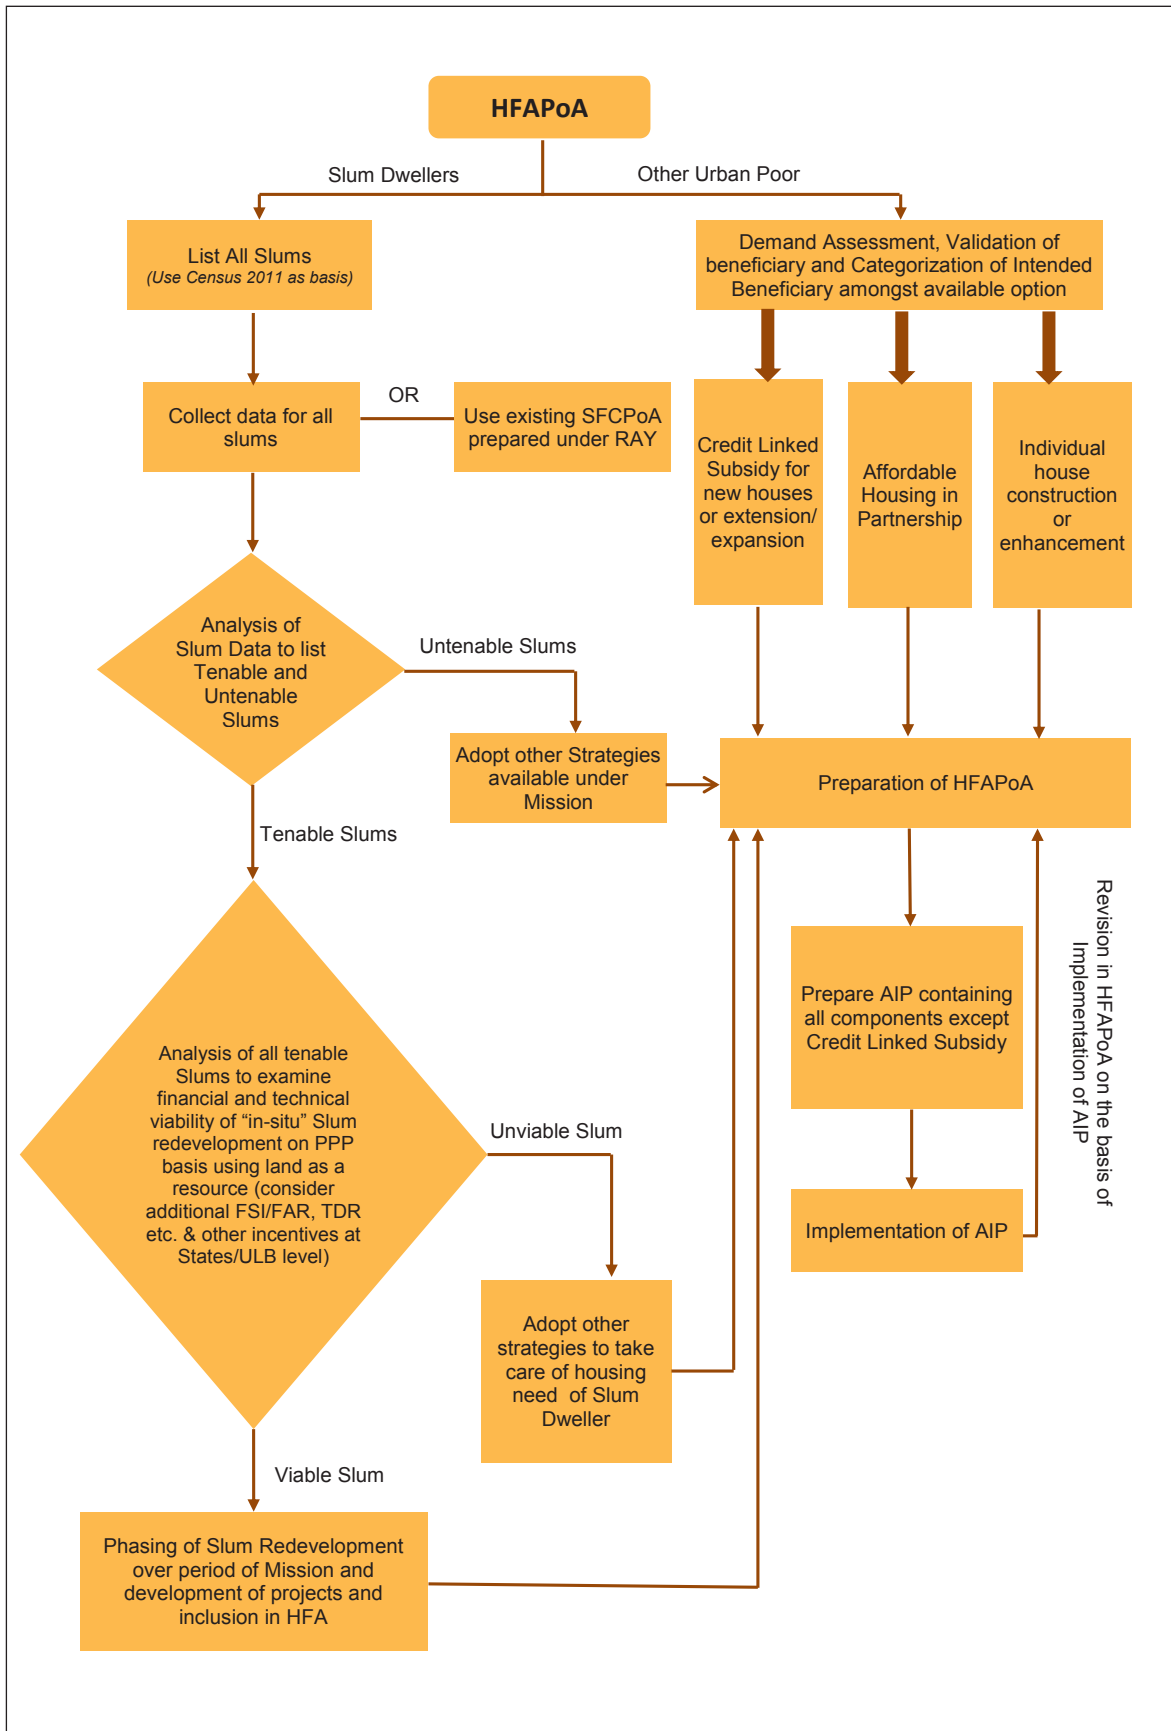 HFAPoA
Slum Dwellers
Other Urban Poor
List All Slums
(Use Census 2011 as basis)
Demand Assessment, Validation of
beneficiary and Categorization of Intended
Beneficiary amongst available option
Collect data for all
slums
OR
Use existing SFCPoA
prepared under RAY
Credit Linked
Subsidy for
new houses
or extension/
expansion
Affordable
Housing in
Partnership
Individual
house
construction
or
enhancement
Analysis of
Slum Data to list
Tenable and
Untenable
Slums
Untenable Slums
Adopt other Strategies
available under
Mission
Preparation of HFAPoA
Tenable Slums
Analysis of all tenable
Slums to examine
financial and technical
viability of “in-situ” Slum
redevelopment on PPP
basis using land as a
resource (consider
additional FSI/FAR, TDR
etc. & other incentives at
States/ULB level)
Unviable Slum
Adopt other
strategies to take
care of housing
need of Slum
Dweller
Prepare AIP containing
all components except
Credit Linked Subsidy
Implementation of AIP
Revision in HFAPoA on the basis of
Implementation of AIP
Viable Slum
Phasing of Slum Redevelopment
over period of Mission and
development of projects and
inclusion in HFA